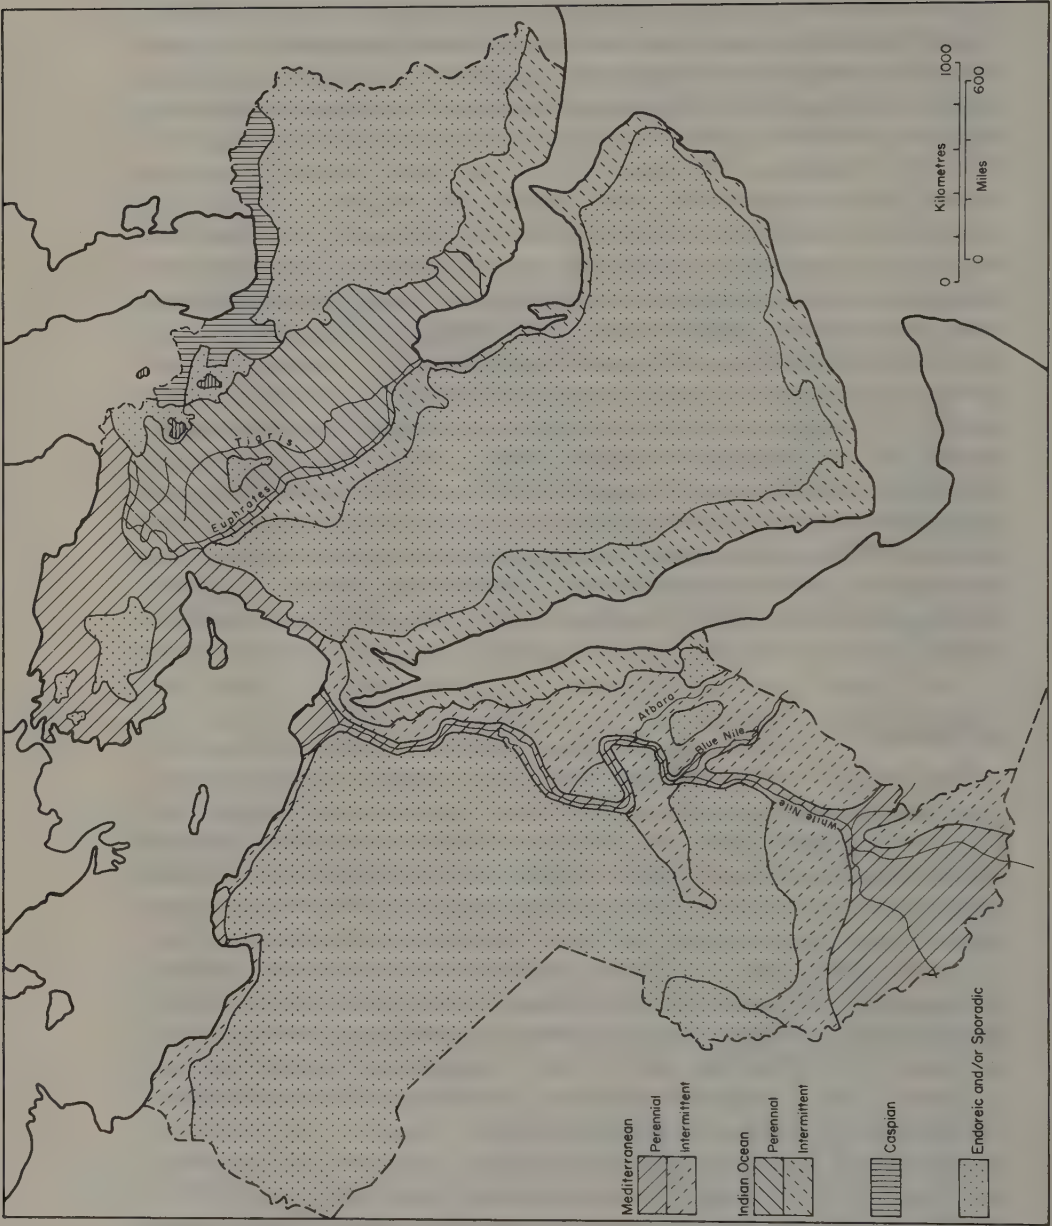 Mediterranean
Perennial
Intermittent
Indian Ocean
Perennial
Intermittent
Caspian
Endoreic and/or Sporadic
Tigris
Euphrates
Atbara
Blue Nile
White Nile
Kilometres
0 1000
0 600
Miles